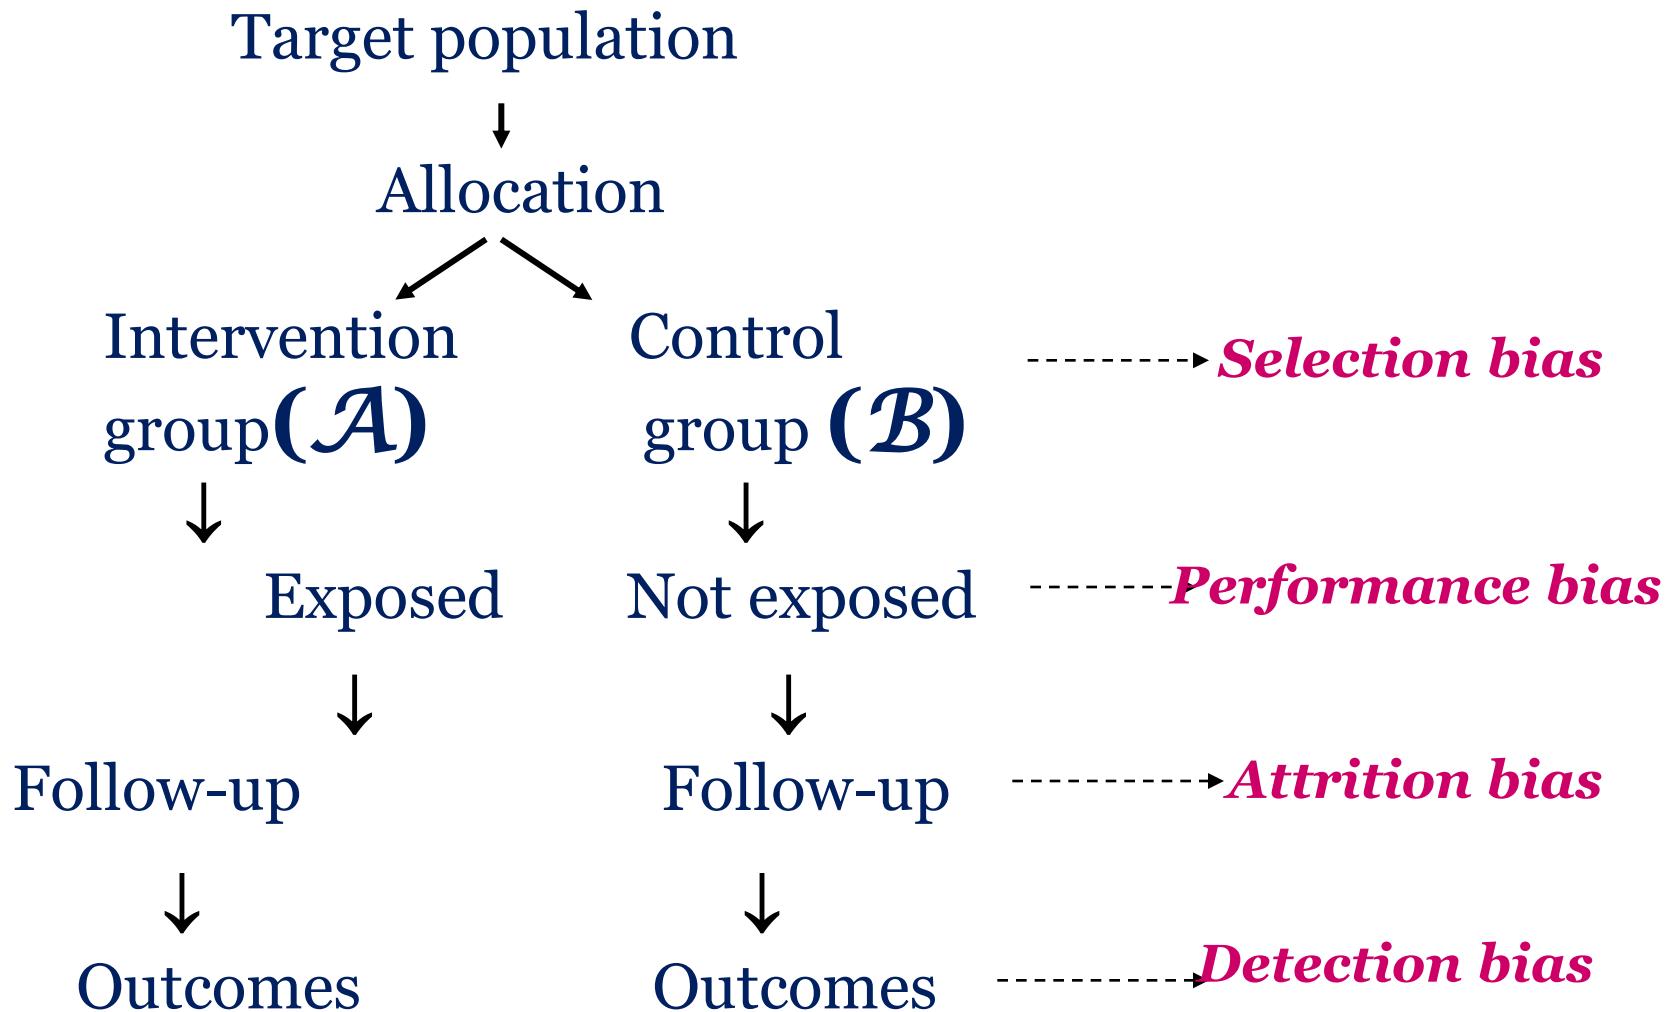 Target population
Allocation
Intervention
group(𝒜)
Control
group (ℬ)
Selection bias
Exposed
Not exposed
Performance bias
Follow-up
Follow-up
Attrition bias
Outcomes
Outcomes
Detection bias